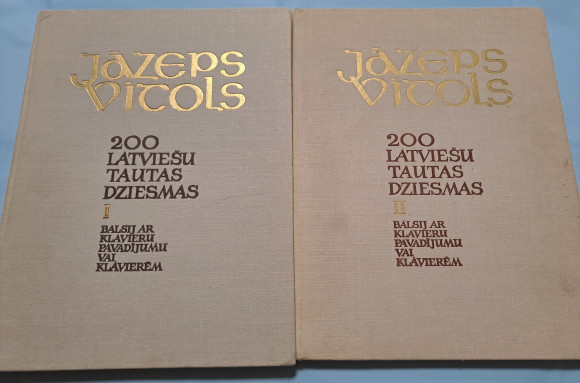 Jāzeps
Vītols
200
LATVIEŠU
TAUTAS
DZIESMAS
I
BALSIJ AR
KLAVIERU
PAVADĪJUMU
VAI
KLAVIERĒM
Jāzeps
Vītols
200
LATVIEŠU
TAUTAS
DZIESMAS
II
BALSIJ AR
KLAVIERU
PAVADĪJUMU
VAI
KLAVIERĒM